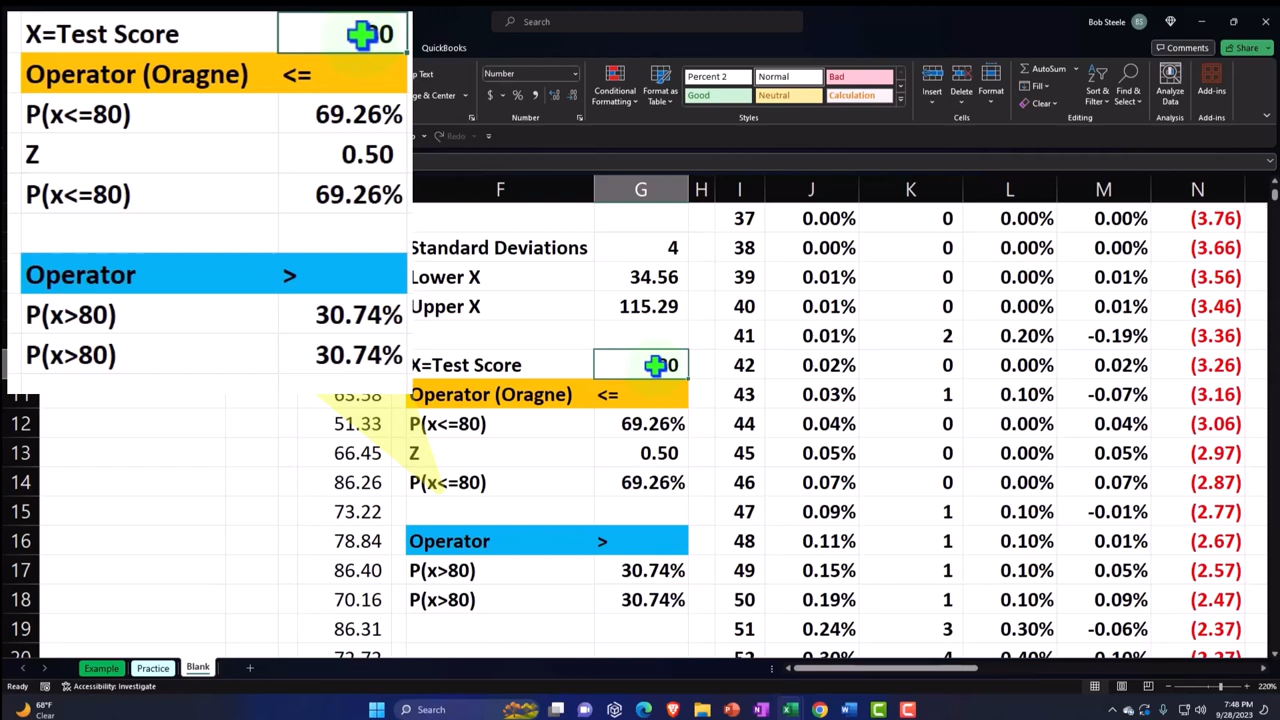 X=Test Score
Operator (Oragne) <=
P(x<=80) 69.26%
Z 0.50
P(x<=80) 69.26%
Operator >
P(x>80) 30.74%
P(x>80) 30.74%
Search
Bob Steele BS
QuickBooks
Comments
Share
Number
Percent 2 Normal Bad
Good Neutral Calculation
Conditional Formatting
Format as Table
Insert Delete Format
AutoSum
Fill
Clear
Sort & Filter
Find & Select
Analyze Data
Add-ins
Number
Styles
Cells
Editing
Analysis
Add-ins
Redo
F G H I J K L M N
37 0.00% 0 0.00% 0.00% (3.76)
Standard Deviations 4 38 0.00% 0 0.00% 0.00% (3.66)
Lower X 34.56 39 0.01% 0 0.00% 0.01% (3.56)
Upper X 115.29 40 0.01% 0 0.00% 0.01% (3.46)
41 0.01% 2 0.20% -0.19% (3.36)
X=Test Score 42 0.02% 0 0.00% 0.02% (3.26)
63.58 Operator (Oragne) <= 43 0.03% 1 0.10% -0.07% (3.16)
12 51.33 P(x<=80) 69.26% 44 0.04% 0 0.00% 0.04% (3.06)
13 66.45 Z 0.50 45 0.05% 0 0.00% 0.05% (2.97)
14 86.26 P(x<=80) 69.26% 46 0.07% 0 0.00% 0.07% (2.87)
15 73.22 47 0.09% 1 0.10% -0.01% (2.77)
16 78.84 Operator > 48 0.11% 1 0.10% 0.01% (2.67)
17 86.40 P(x>80) 30.74% 49 0.15% 1 0.10% 0.05% (2.57)
18 70.16 P(x>80) 30.74% 50 0.19% 1 0.10% 0.09% (2.47)
19 86.31 51 0.24% 3 0.30% -0.06% (2.37)
Example Practice Blank
Ready Accessibility: Investigate 220%
68°F
Clear
Search
7:48 PM
9/28/2023